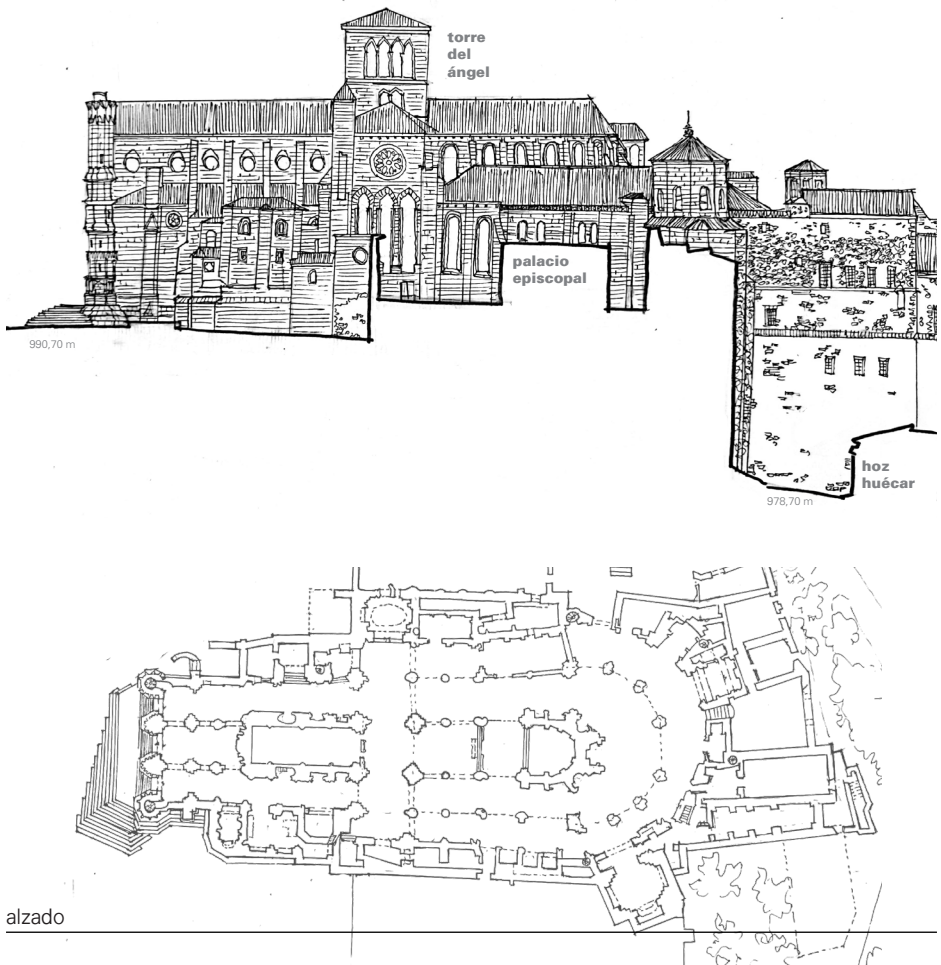 torre
del
ángel
palacio
episcopal
990,70 m
hoz
huécar
978,70 m
alzado